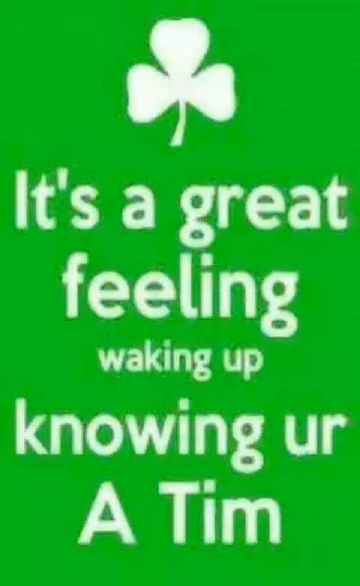 It's a great
feeling
waking up
knowing ur
A Tim